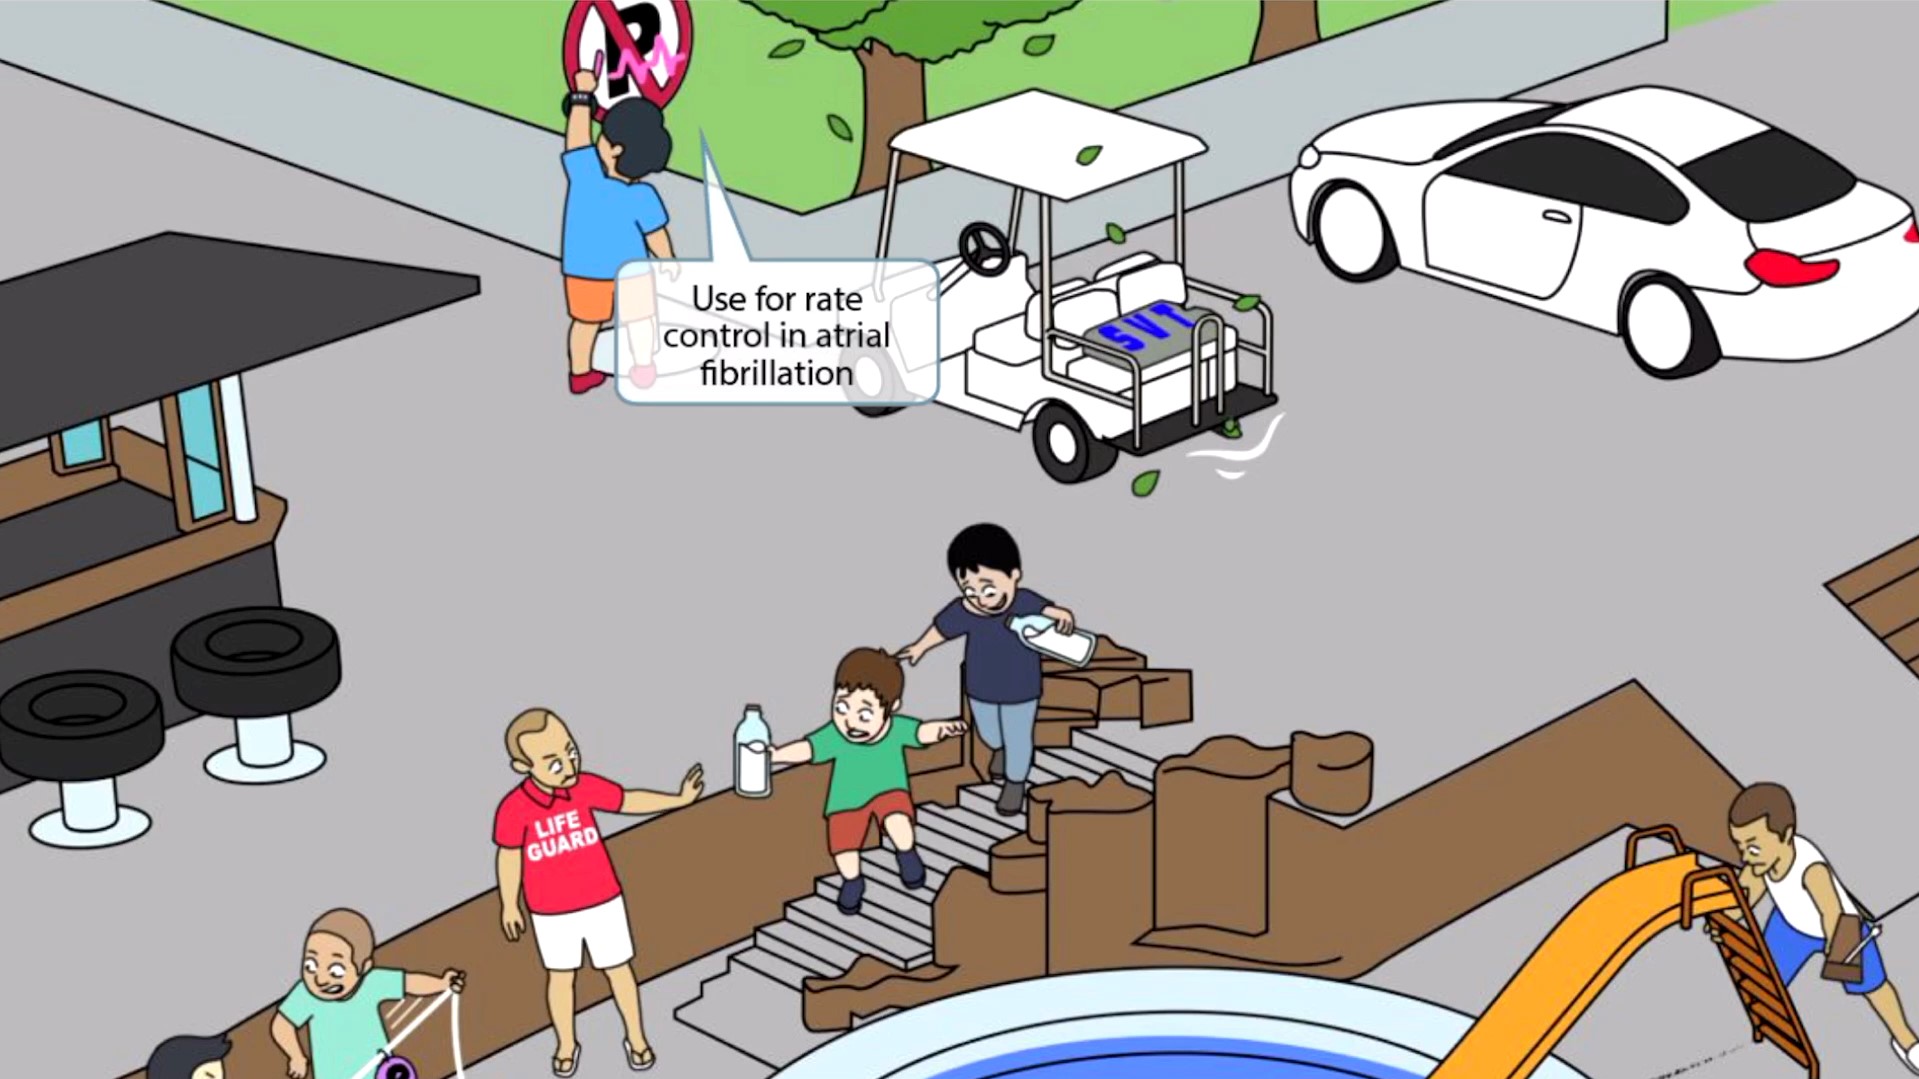 P
Use for rate
control in atrial
fibrillation
SVT
LIFE
GUARD